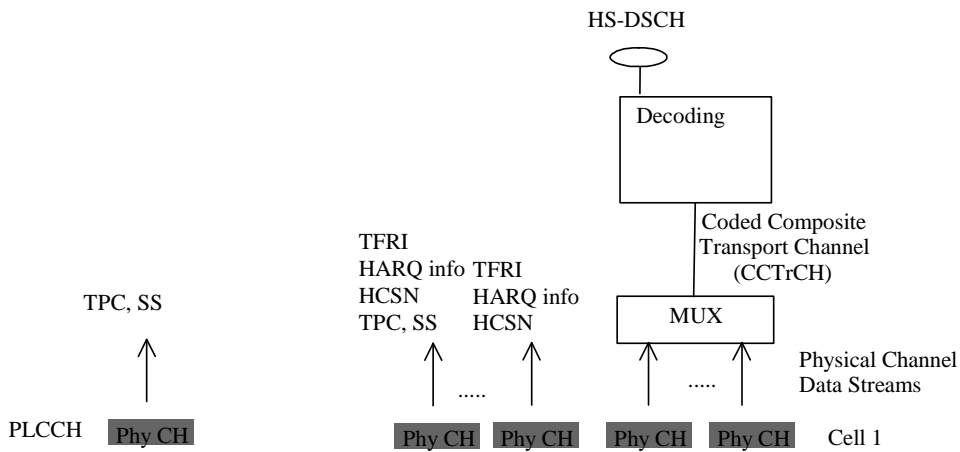 HS-DSCH
Decoding
Coded Composite
Transport Channel
(CCTrCH)
TFRI
HARQ info
HCSN
TPC, SS
TFRI
HARQ info
HCSN
TPC, SS
MUX
Physical Channel
Data Streams
.....
.....
PLCCH
Phy CH
Phy CH
Phy CH
Phy CH
Phy CH
Cell 1